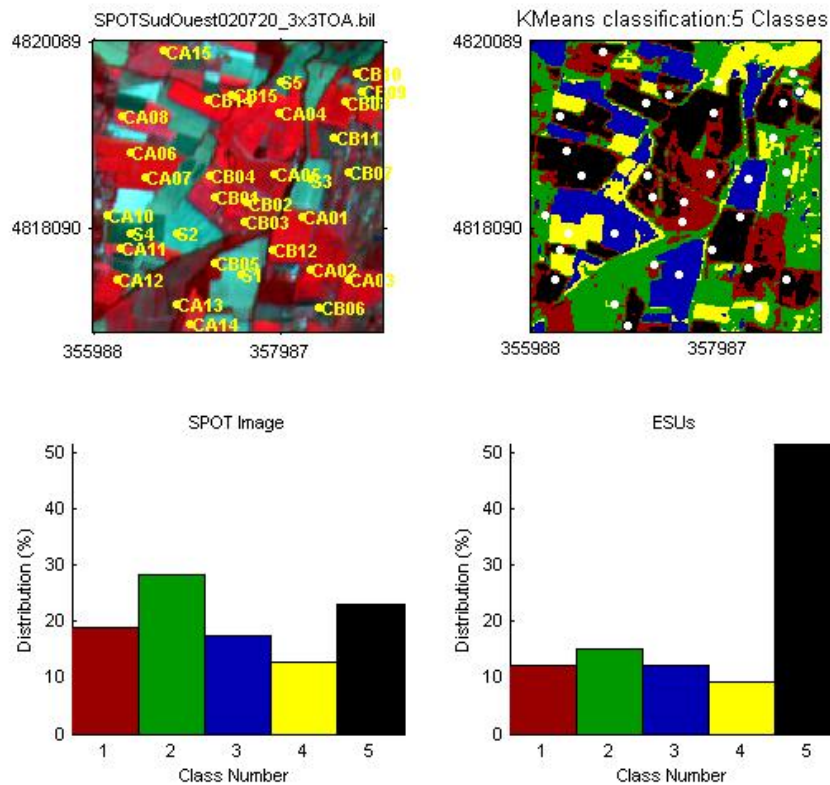 SPOTSudOuest020720_3x3TOA.bil
KMeans classification:5 Classes
4820089
4818090
355988
357987
CA15
CB10
S5
CB15
CB14
CA04
CA08
CB11
CA06
CA07
CB04
CA05
S3
CB07
CB01
CB02
CB03
CA10
CA01
S4
S2
CA11
CB12
CB05
S1
CA02
CA03
CA12
CA13
CB06
CA14
4820089
4818090
355988
357987
SPOT Image
ESUs
Distribution (%)
50
40
30
20
10
0
1 2 3 4 5
Class Number
Distribution (%)
50
40
30
20
10
0
1 2 3 4 5
Class Number